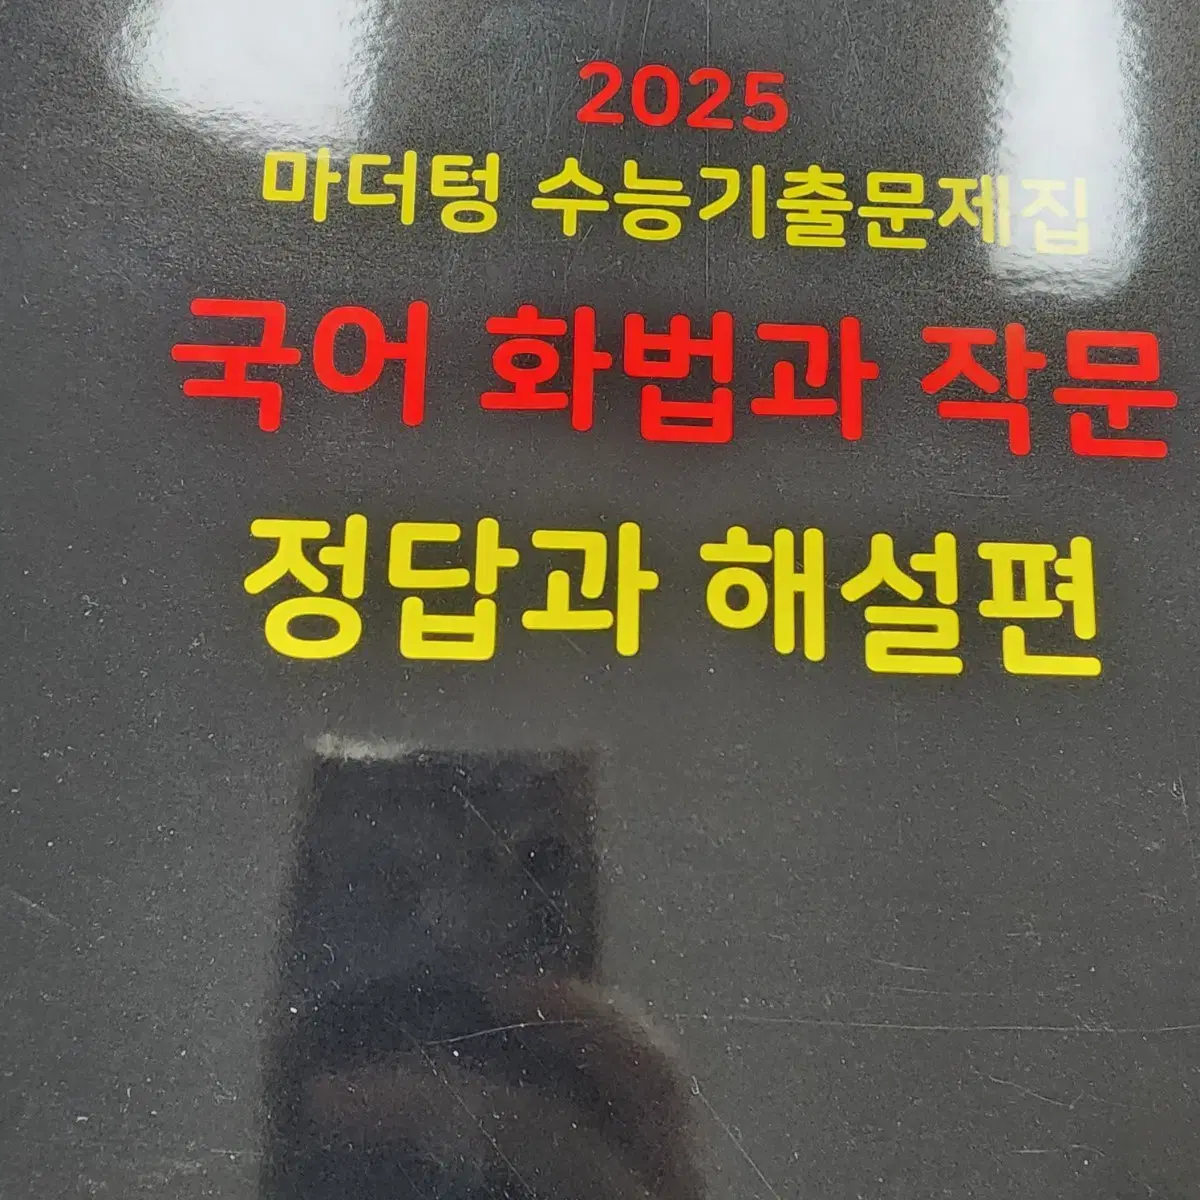 2025
마더텅 수능기출문제집
국어 화법과 작문
정답과 해설편